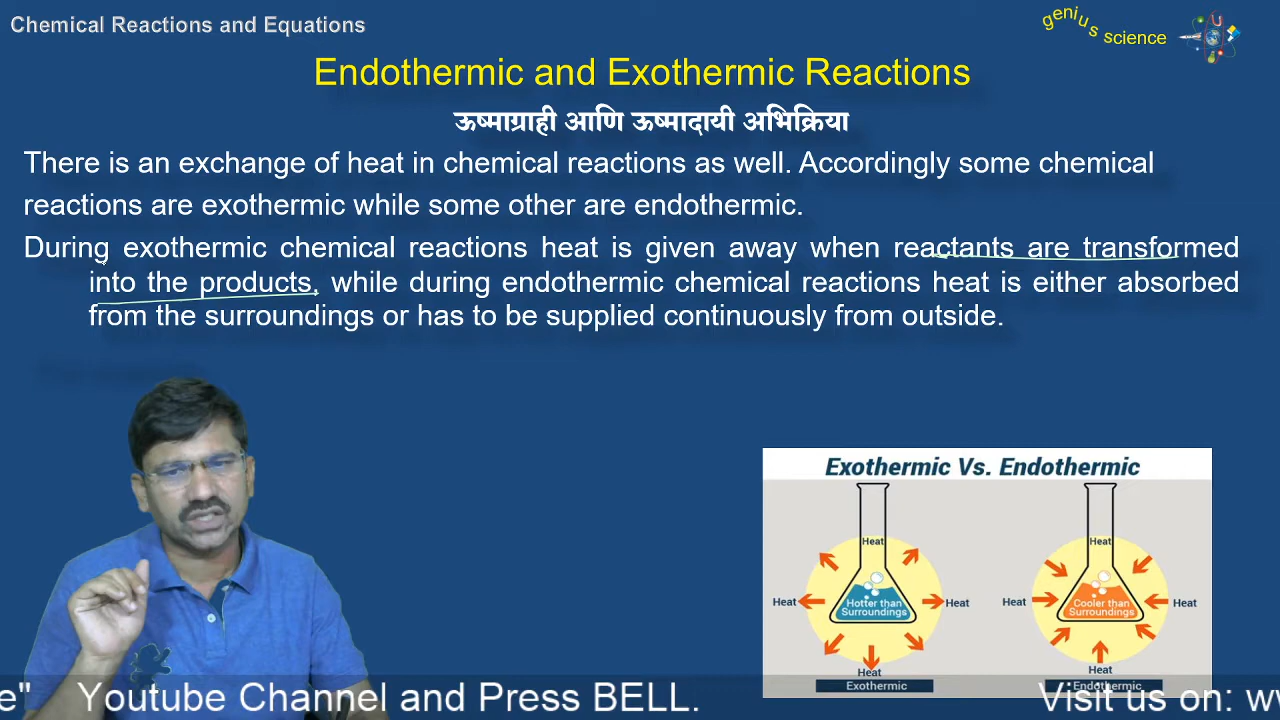 Chemical Reactions and Equations
genius science
Endothermic and Exothermic Reactions
ऊष्माग्राही आणि ऊष्मादायी अभिक्रिया
There is an exchange of heat in chemical reactions as well. Accordingly some chemical
reactions are exothermic while some other are endothermic.
During exothermic chemical reactions heat is given away when reactants are transformed
into the products, while during endothermic chemical reactions heat is either absorbed
from the surroundings or has to be supplied continuously from outside.
Exothermic Vs. Endothermic
Heat
Heat
Heat
Hotter than
Surroundings
Heat
Heat
Exothermic
Heat
Heat
Cooler than
Surroundings
Heat
Heat
Endothermic
e" Youtube Channel and Press BELL. Visit us on: w